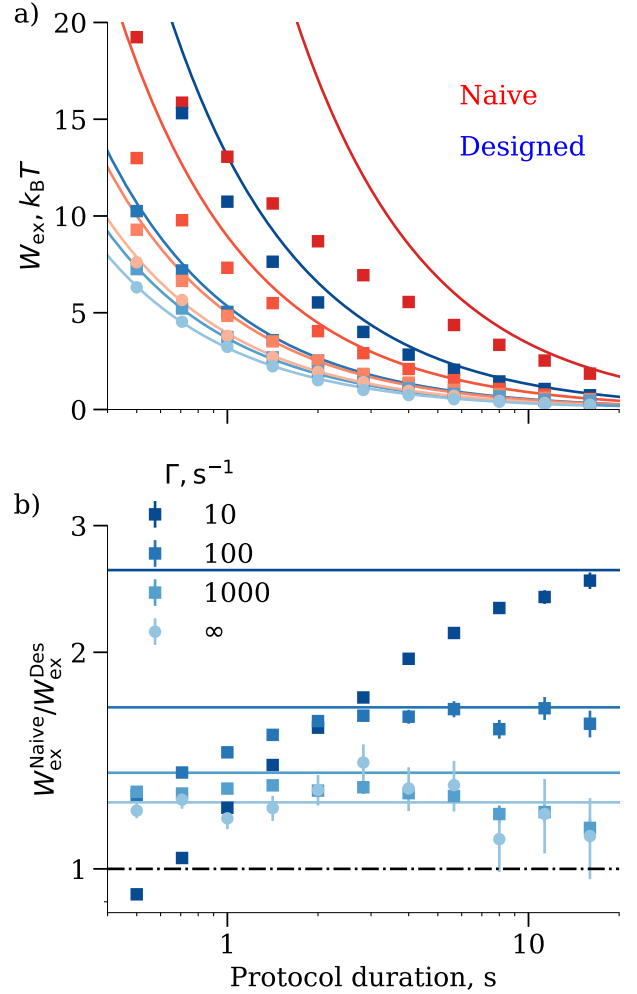 a)
20
15
10
5
0
W_ex, k_BT
Naive
Designed
b)
Γ, s⁻¹
10
100
1000
∞
3
2
1
W_ex^Naive/W_ex^Des
1
10
Protocol duration, s